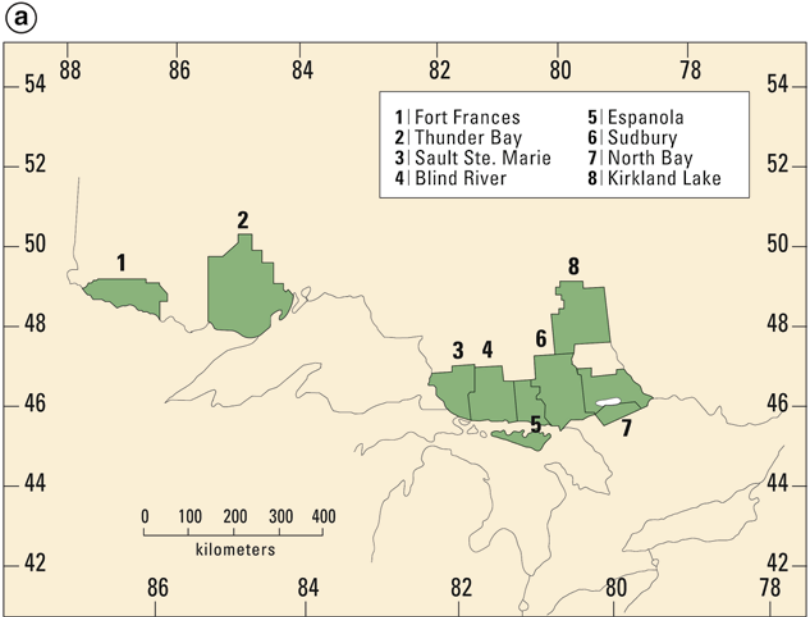 a
88 86 84 82 80 78
54 54
1 Fort Frances 5 Espanola
2 Thunder Bay 6 Sudbury
3 Sault Ste. Marie 7 North Bay
4 Blind River 8 Kirkland Lake
52 52
2
50 50
1 8
48 48
3 4 6
46 46
5 7
44 44
0 100 200 300 400
kilometers
42 42
86 84 82 80 78